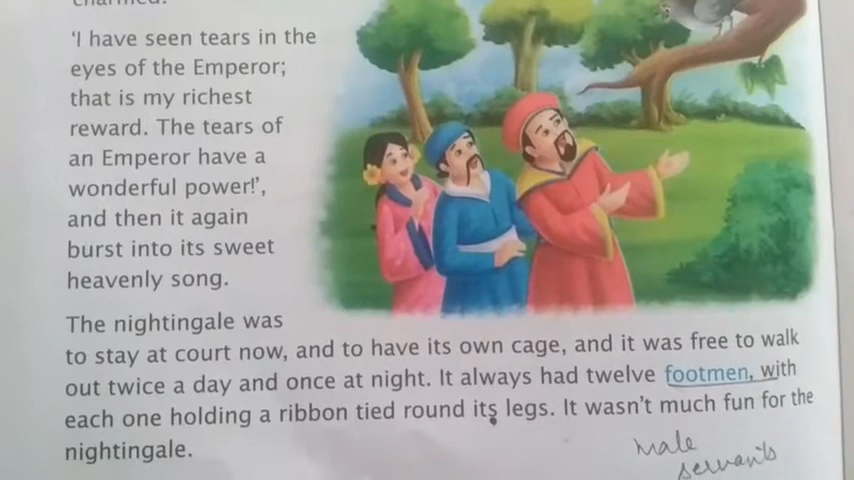 charmed.
'I have seen tears in the
eyes of the Emperor;
that is my richest
reward. The tears of
an Emperor have a
wonderful power!',
and then it again
burst into its sweet
heavenly song.
The nightingale was
to stay at court now, and to have its own cage, and it was free to walk
out twice a day and once at night. It always had twelve footmen, with
each one holding a ribbon tied round its legs. It wasn't much fun for the
nightingale.
Male
servants